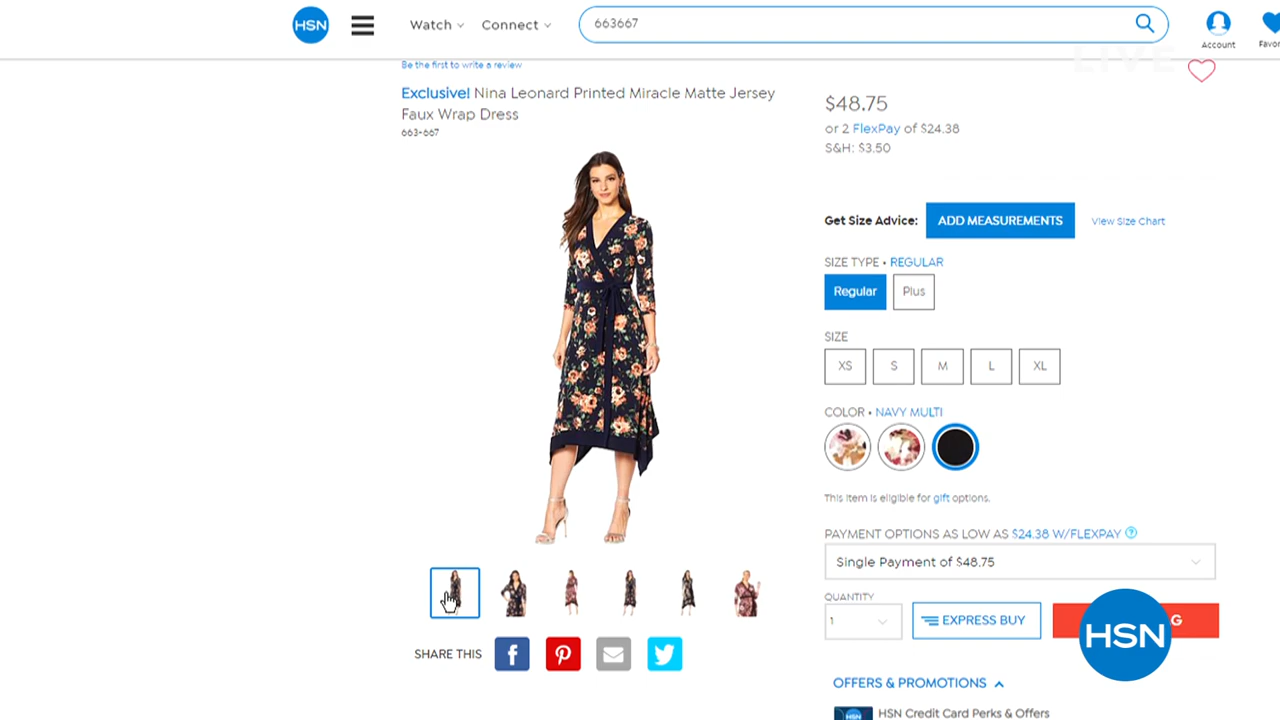 HSN
Watch
Connect
663667
Account
Favor
LIVE
Be the first to write a review
Exclusive! Nina Leonard Printed Miracle Matte Jersey
Faux Wrap Dress
663-667
$48.75
or 2 FlexPay of $24.38
S&H: $3.50
Get Size Advice:
ADD MEASUREMENTS
View Size Chart
SIZE TYPE • REGULAR
Regular
Plus
SIZE
XS
S
M
L
XL
COLOR • NAVY MULTI
This item is eligible for gift options.
PAYMENT OPTIONS AS LOW AS $24.38 W/FLEXPAY ?
Single Payment of $48.75
QUANTITY
1
EXPRESS BUY
G
HSN
SHARE THIS
OFFERS & PROMOTIONS
HSN
HSN Credit Card Perks & Offers